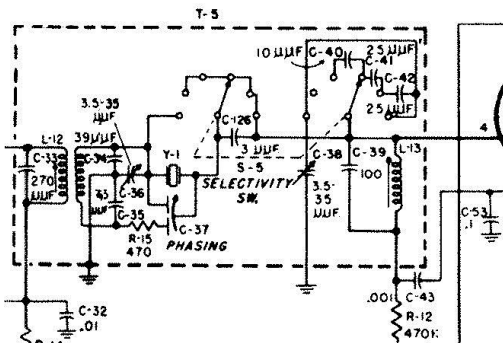 T-5
10 μμF
C-40
25 μμF
C-41
C-42
25 μμF
3.5-35
μμF
L-12
39 μμF
C-33
270
μμF
C-34
C-36
Y-1
C-126
3 μμF
S-5
SELECTIVITY
SW.
C-35
μμF
R-15
470
C-37
PHASING
C-38
3.5-
35
μμF
C-39
100
L-13
4
C-53
.1
C-32
.01
.001
C-43
R-12
470K